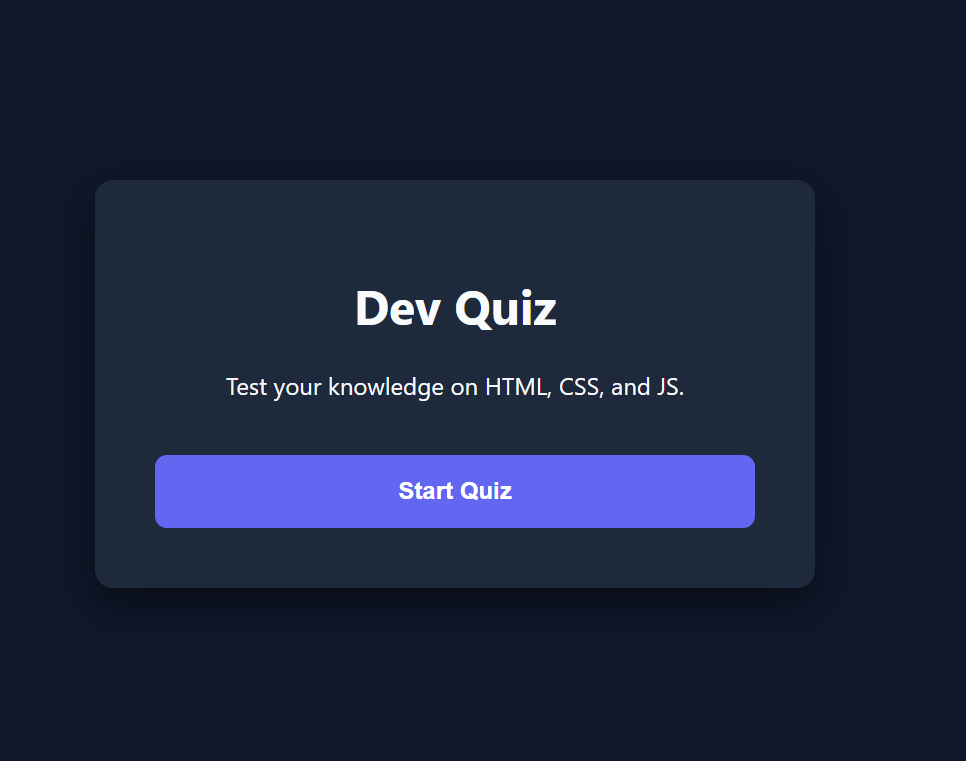 Dev Quiz
Test your knowledge on HTML, CSS, and JS.
Start Quiz